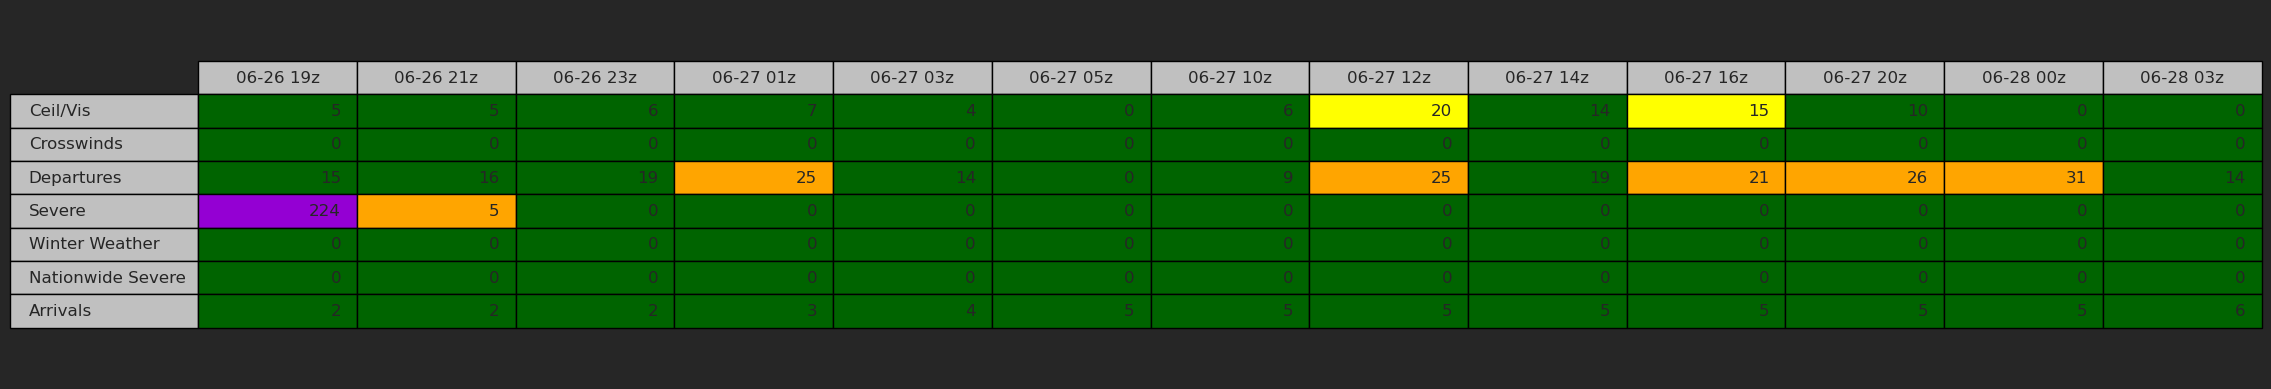 06-26 19z 06-26 21z 06-26 23z 06-27 01z 06-27 03z 06-27 05z 06-27 10z 06-27 12z 06-27 14z 06-27 16z 06-27 20z 06-28 00z 06-28 03z
Ceil/Vis 5 5 6 7 4 0 6 20 14 15 10 0 0
Crosswinds 0 0 0 0 0 0 0 0 0 0 0 0 0
Departures 15 16 19 25 14 0 9 25 19 21 26 31 14
Severe 224 5 0 0 0 0 0 0 0 0 0 0 0
Winter Weather 0 0 0 0 0 0 0 0 0 0 0 0 0
Nationwide Severe 0 0 0 0 0 0 0 0 0 0 0 0 0
Arrivals 2 2 2 3 4 5 5 5 5 5 5 5 6